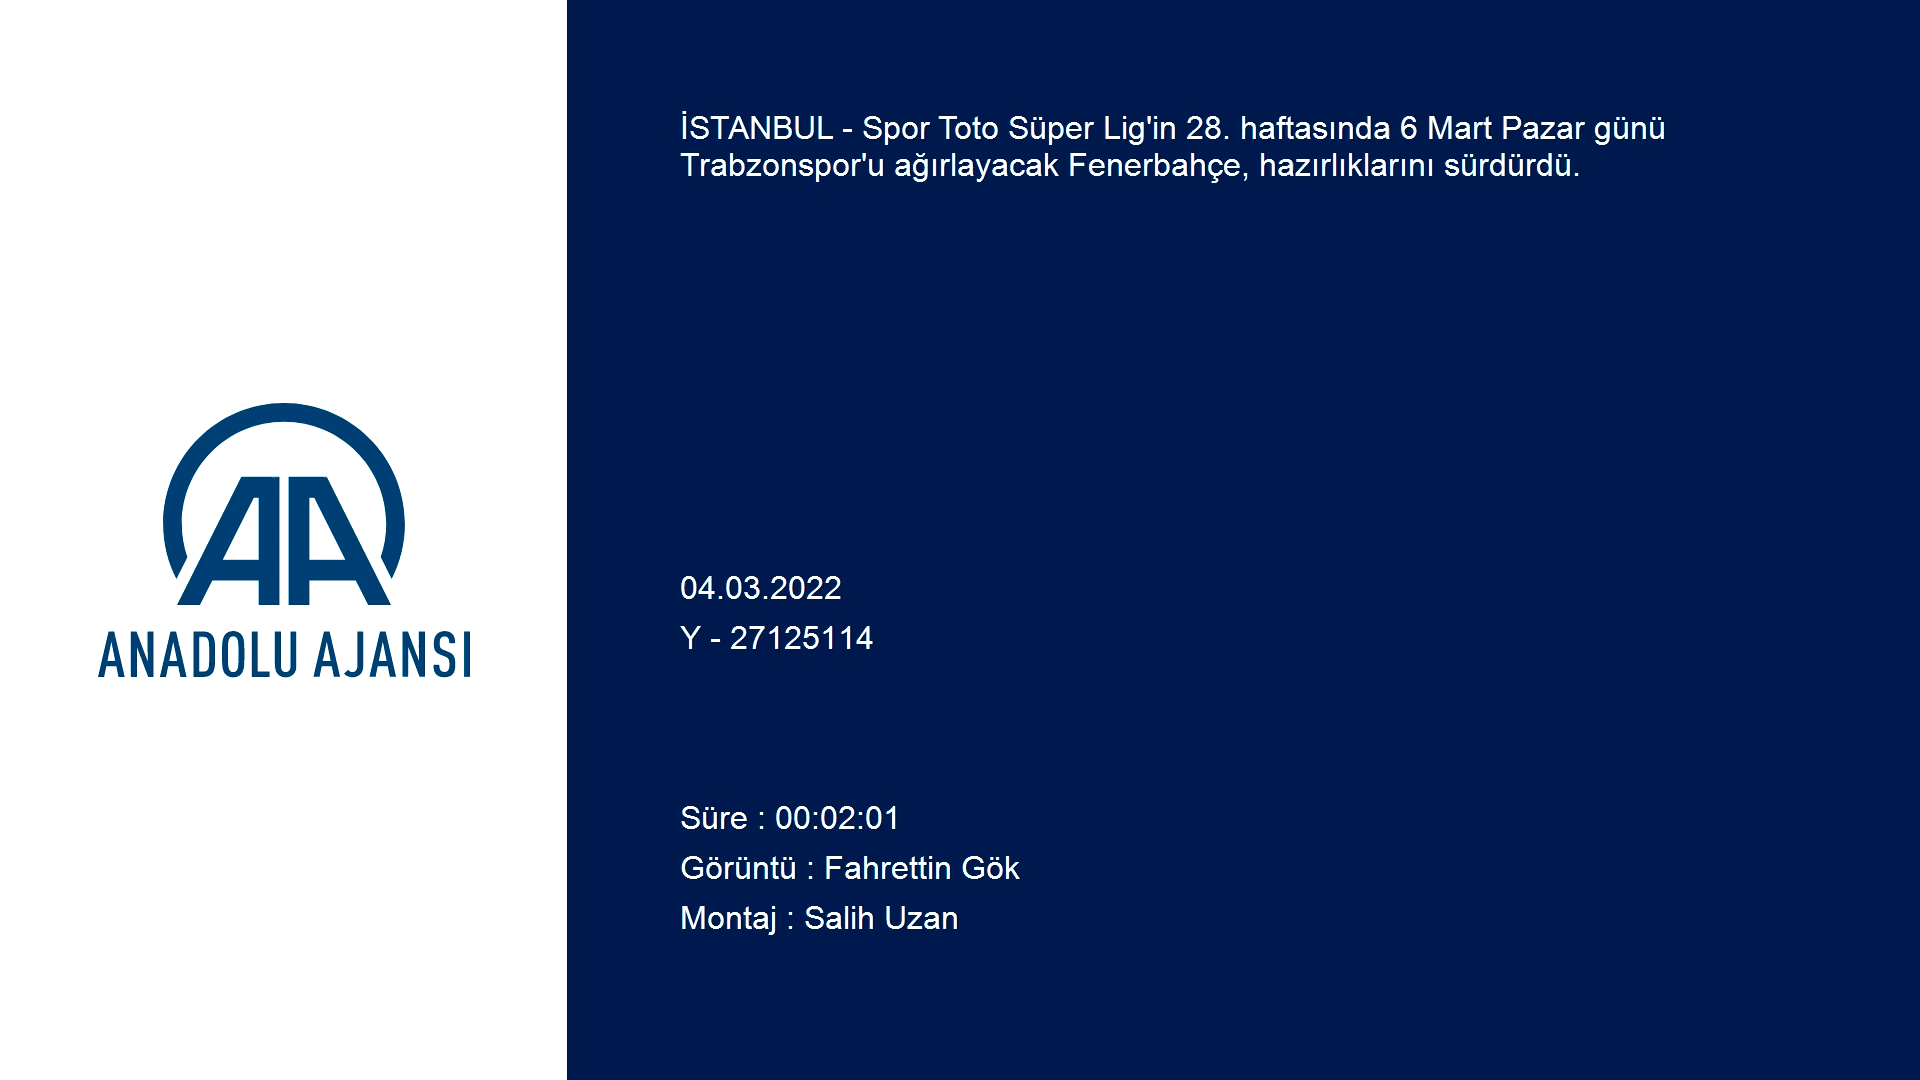 İSTANBUL - Spor Toto Süper Lig'in 28. haftasında 6 Mart Pazar günü
Trabzonspor'u ağırlayacak Fenerbahçe, hazırlıklarını sürdürdü.
AA
ANADOLU AJANSI
04.03.2022
Y - 27125114
Süre : 00:02:01
Görüntü : Fahrettin Gök
Montaj : Salih Uzan